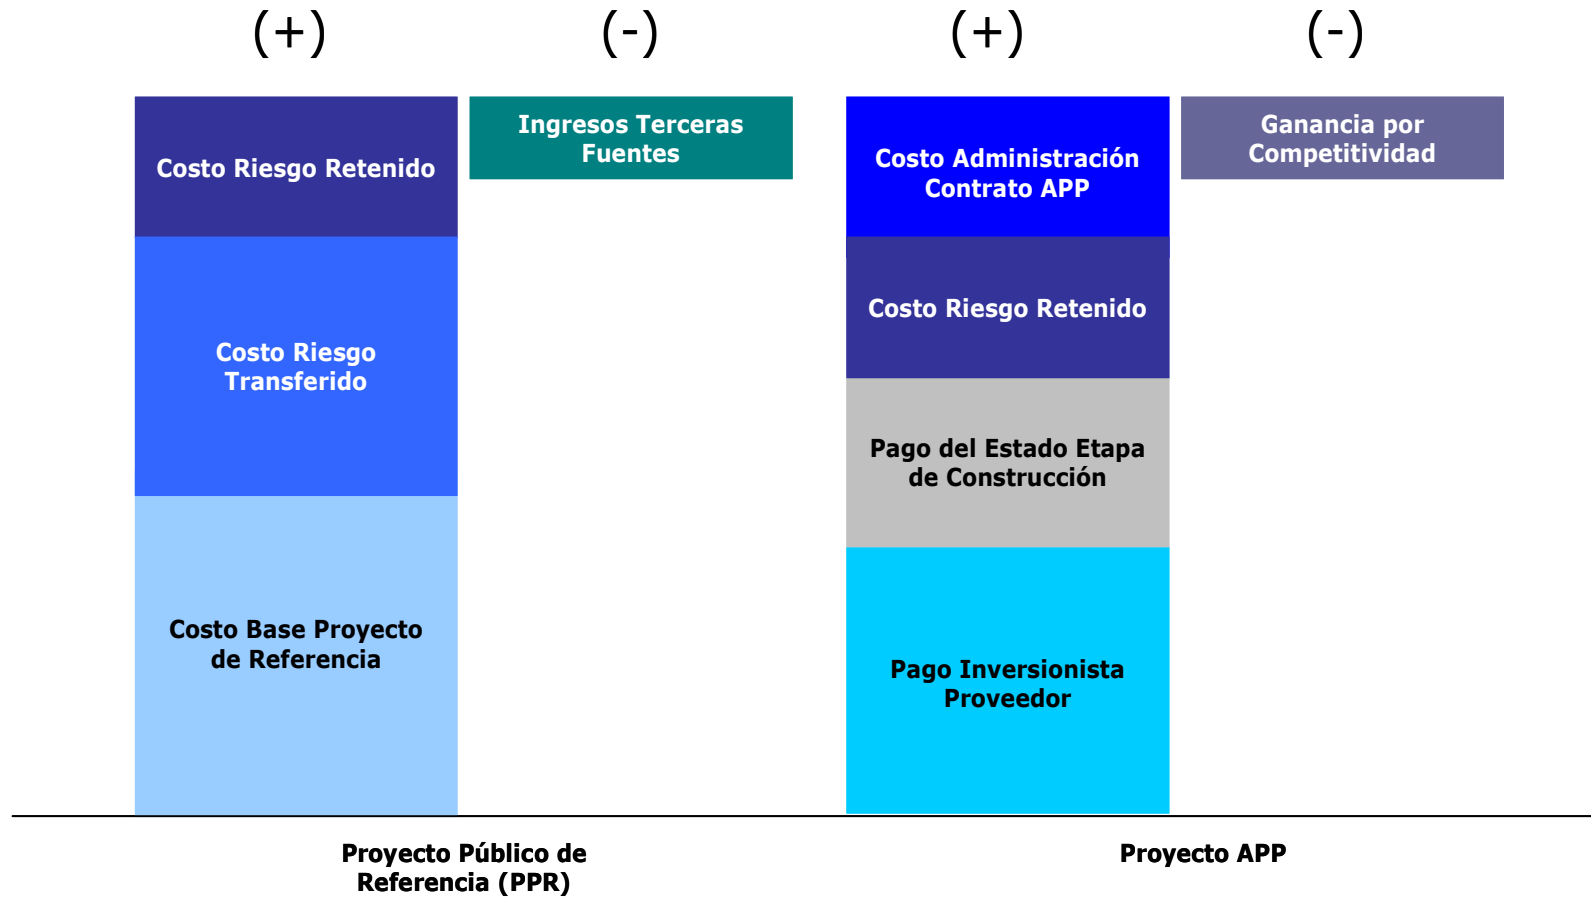 (+)
(-)
(+)
(-)
Costo Riesgo Retenido
Costo Riesgo
Transferido
Costo Base Proyecto
de Referencia
Ingresos Terceras
Fuentes
Costo Administración
Contrato APP
Costo Riesgo Retenido
Pago del Estado Etapa
de Construcción
Pago Inversionista
Proveedor
Ganancia por
Competitividad
Proyecto Público de
Referencia (PPR)
Proyecto APP